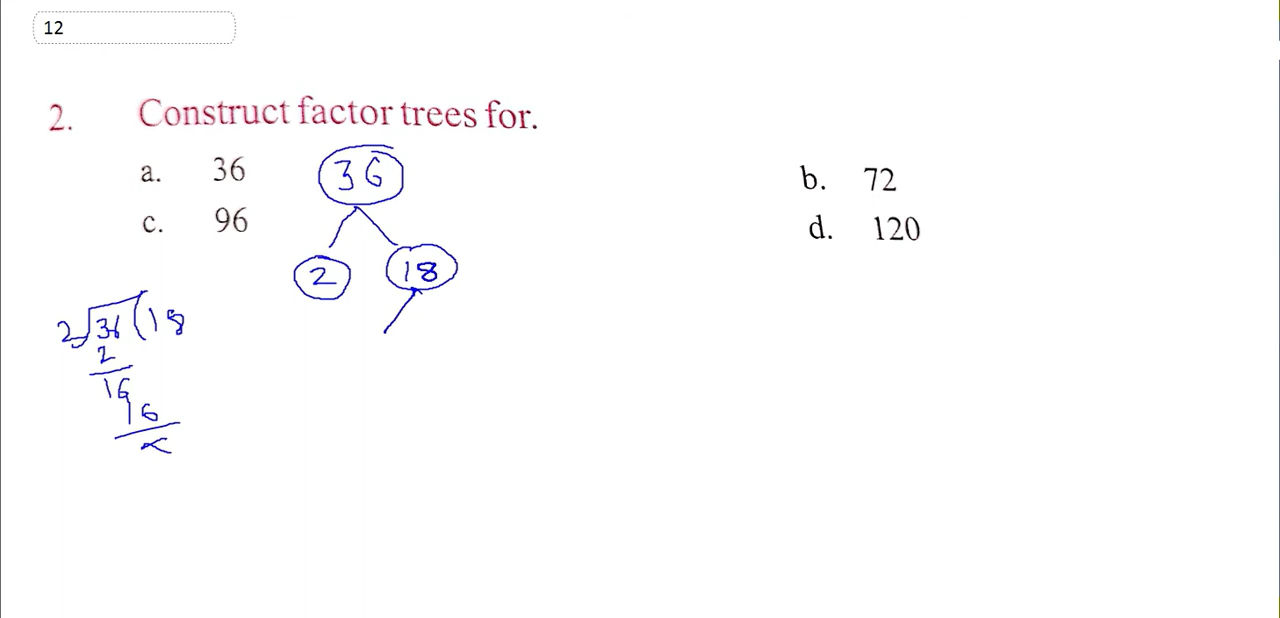 12
2. Construct factor trees for.
a. 36
36
b. 72
c. 96
d. 120
2 18
2√36(18
2
16
16
×